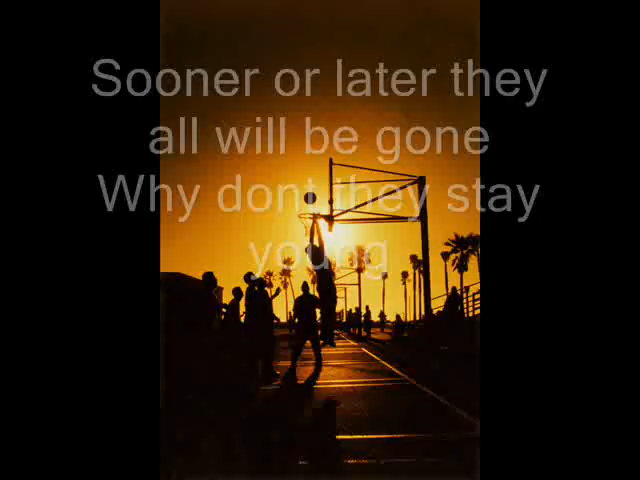 Sooner or later they
all will be gone
Why dont they stay
young